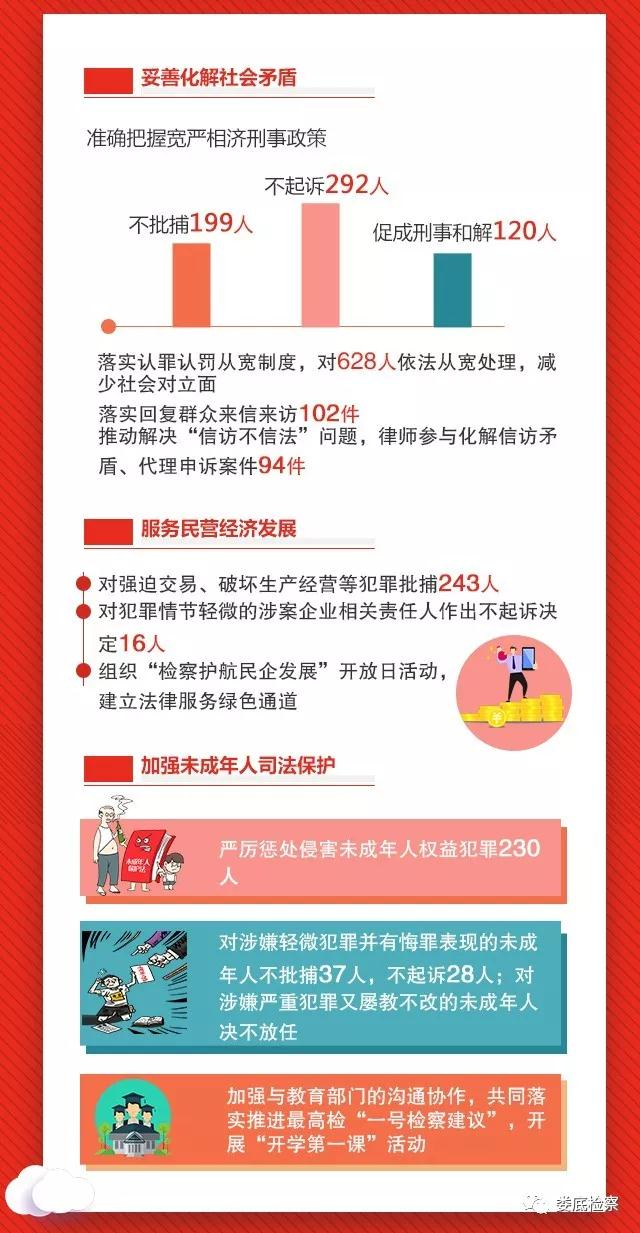 妥善化解社会矛盾
准确把握宽严相济刑事政策
不起诉292人
不批捕199人
促成刑事和解120人
落实认罪认罚从宽制度，对628人依法从宽处理，减
少社会对立面
落实回复群众来信来访102件
推动解决“信访不信法”问题，律师参与化解信访矛
盾、代理申诉案件94件
服务民营经济发展
对强迫交易、破坏生产经营等犯罪批捕243人
对犯罪情节轻微的涉案企业相关责任人作出不起诉决
定16人
组织“检察护航民企发展”开放日活动，
建立法律服务绿色通道
加强未成年人司法保护
未成年人
保护法
严厉惩处侵害未成年人权益犯罪230
人
对涉嫌轻微犯罪并有悔罪表现的未成
年人不批捕37人，不起诉28人；对
涉嫌严重犯罪又屡教不改的未成年人
决不放任
加强与教育部门的沟通协作，共同落
实推进最高检“一号检察建议”，开
展“开学第一课”活动
娄底检察